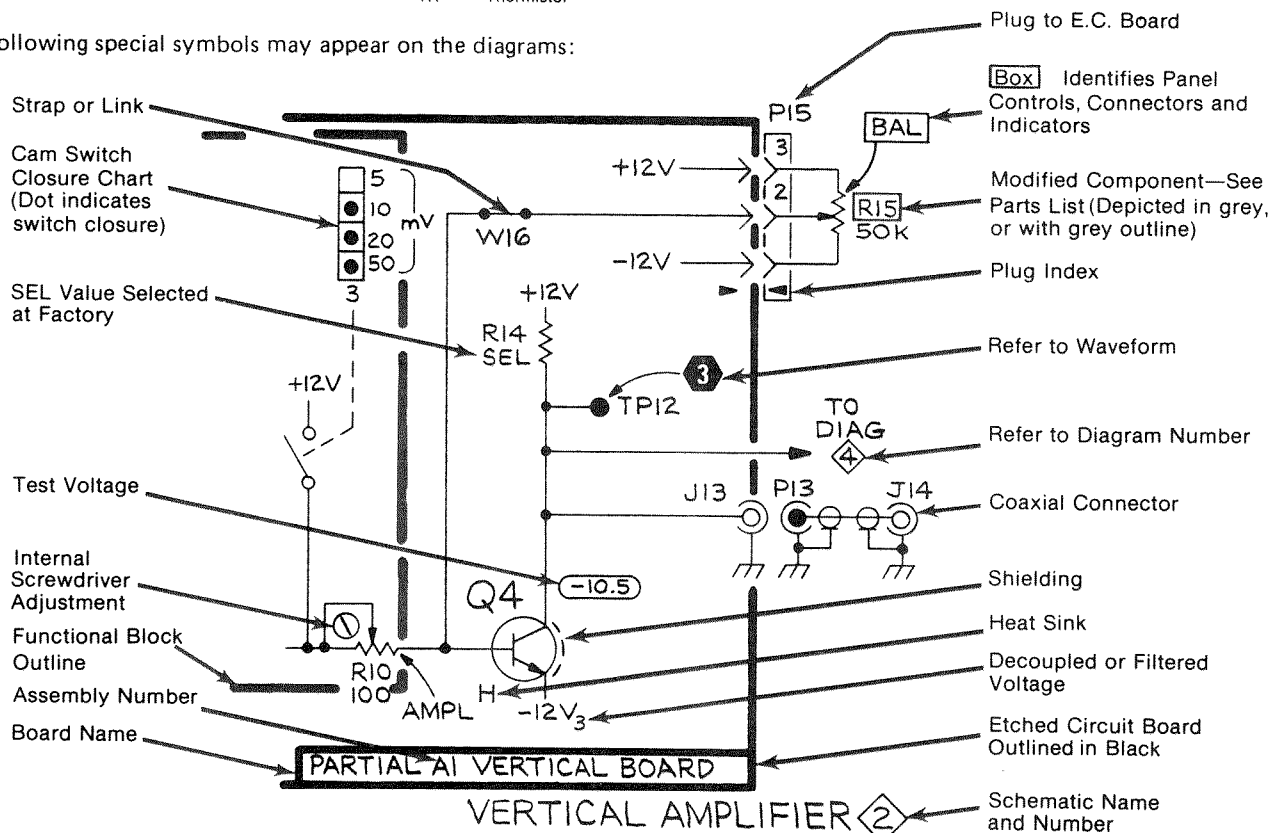 Thermistor
ollowing special symbols may appear on the diagrams:
Plug to E.C. Board
Box Identifies Panel
Controls, Connectors and
Indicators
Modified Component—See
Parts List (Depicted in grey,
or with grey outline)
Plug Index
Refer to Waveform
Refer to Diagram Number
Coaxial Connector
Shielding
Heat Sink
Decoupled or Filtered
Voltage
Etched Circuit Board
Outlined in Black
Schematic Name
and Number
Strap or Link
Cam Switch
Closure Chart
(Dot indicates
switch closure)
SEL Value Selected
at Factory
Test Voltage
Internal
Screwdriver
Adjustment
Functional Block
Outline
Assembly Number
Board Name
5
10
20
50
mV
3
+12V
W16
+12V
-12V
P15
3
2
BAL
R15
50K
+12V
R14
SEL
3
TP12
TO
DIAG
4
J13
P13
J14
-10.5
Q4
R10
100
AMPL
H
-12V3
PARTIAL A1 VERTICAL BOARD
VERTICAL AMPLIFIER 2